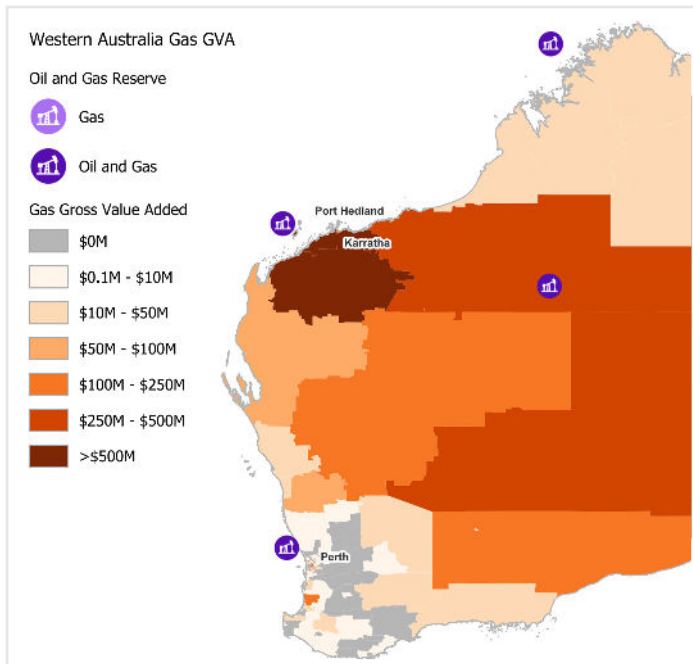 Western Australia Gas GVA
Oil and Gas Reserve
Gas
Oil and Gas
Gas Gross Value Added
$0M
$0.1M - $10M
$10M - $50M
$50M - $100M
$100M - $250M
$250M - $500M
>$500M
Port Hedland
Karratha
Perth